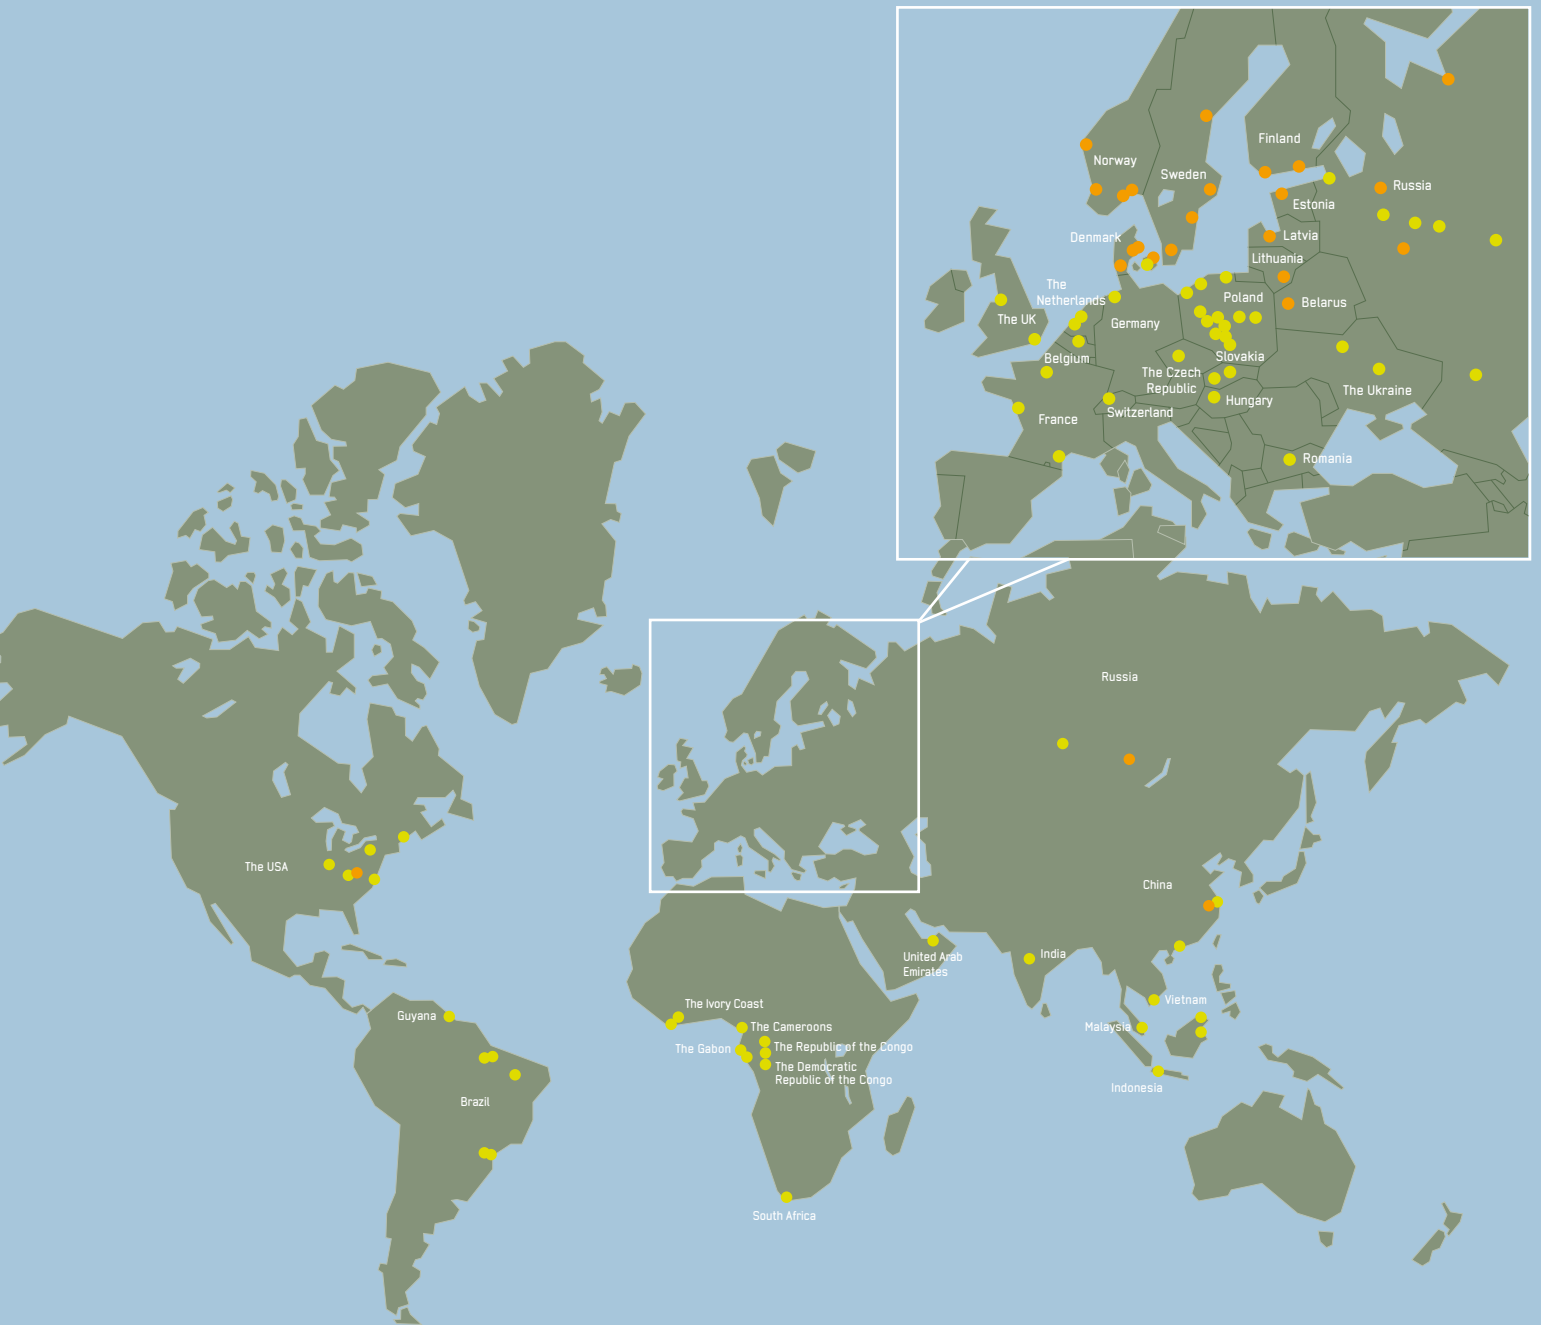 Finland
Norway
Sweden
Russia
Estonia
Denmark
Latvia
Lithuania
The
Netherlands
Poland
Belarus
The UK
Germany
Belgium
Slovakia
The Czech
Republic
The Ukraine
Hungary
Switzerland
France
Romania
Russia
The USA
China
United Arab
Emirates
India
The Ivory Coast
Vietnam
Guyana
The Cameroons
Malaysia
The Gabon
The Republic of the Congo
The Democratic
Republic of the Congo
Indonesia
Brazil
South Africa